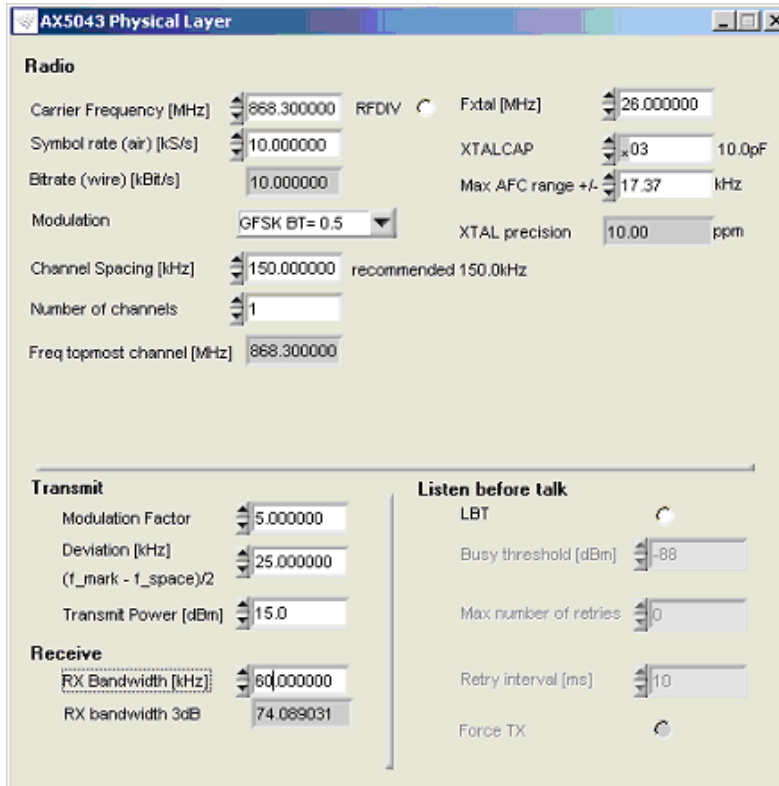 AX5043 Physical Layer
Radio
Carrier Frequency [MHz] 868.300000 RFDIV
Symbol rate (air) [kS/s] 10.000000
Bitrate (wire) [kBit/s] 10.000000
Modulation GFSK BT= 0.5
Channel Spacing [kHz] 150.000000 recommended 150.0kHz
Number of channels 1
Freq topmost channel [MHz] 868.300000
Fxtal [MHz] 26.000000
XTALCAP x03 10.0pF
Max AFC range +/- 17.37 kHz
XTAL precision 10.00 ppm
Transmit
Modulation Factor 5.000000
Deviation [kHz] 25.000000
(f_mark - f_space)/2
Transmit Power [dBm] 15.0
Receive
RX Bandwidth [kHz] 60.000000
RX bandwidth 3dB 74.089031
Listen before talk
LBT
Busy threshold [dBm] -88
Max number of retries 0
Retry interval [ms] 10
Force TX